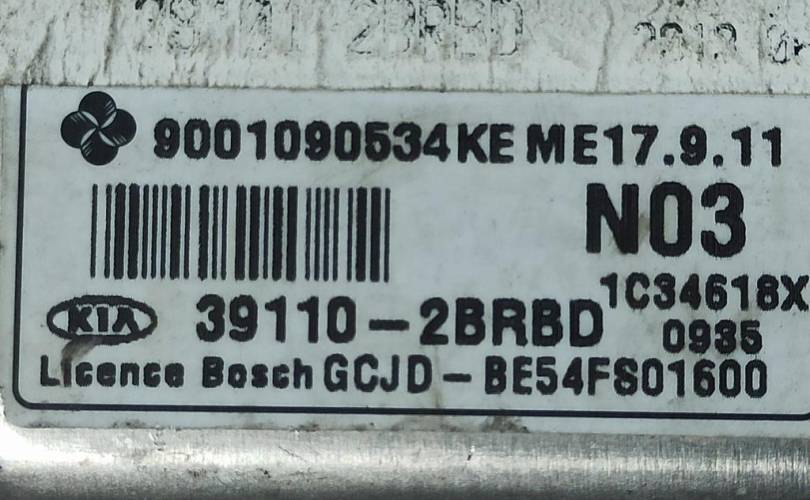 9001090534KE ME17.9.11
N03
1C34618X
KIA 39110-2BRBD
0935
Licence Bosch GCJD-BE54FS01600